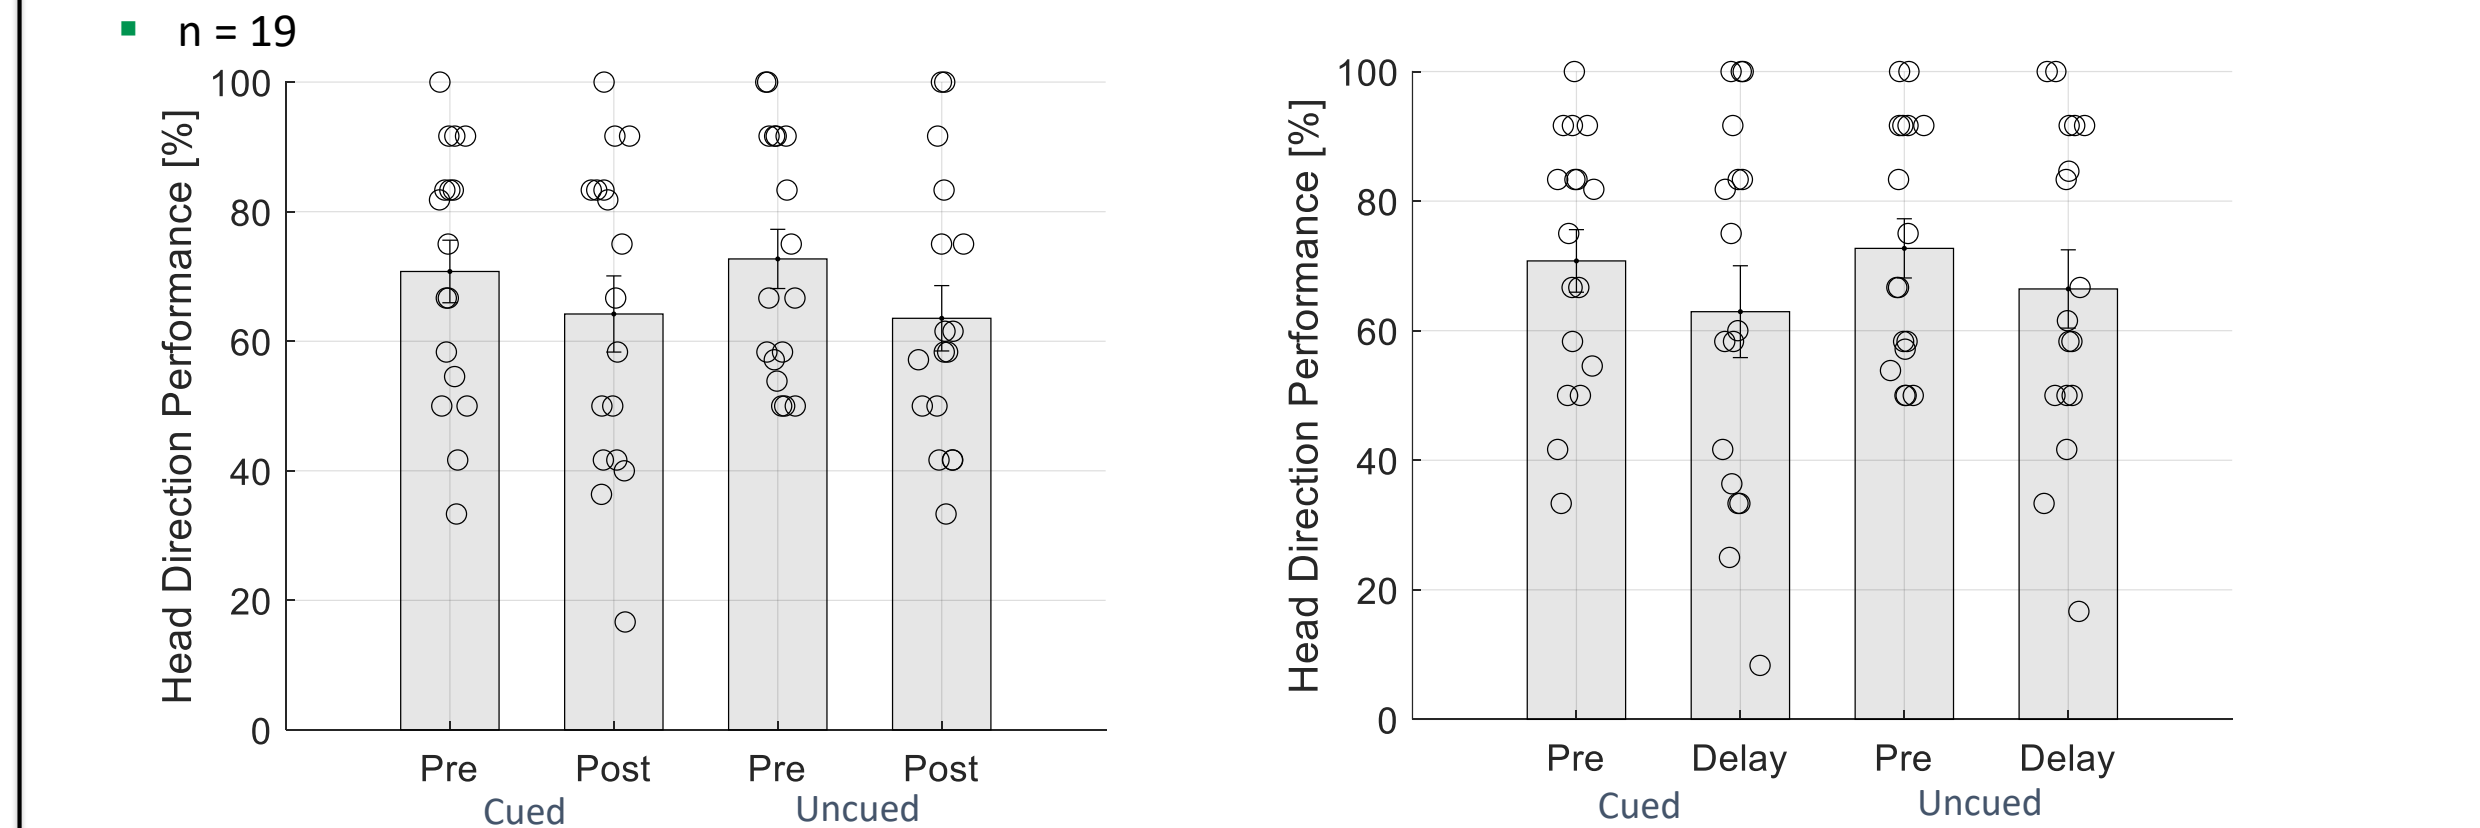 ▪ n = 19
Head Direction Performance [%]
100
80
60
40
20
0
Pre Post Pre Post
Cued Uncued
Head Direction Performance [%]
100
80
60
40
20
0
Pre Delay Pre Delay
Cued Uncued